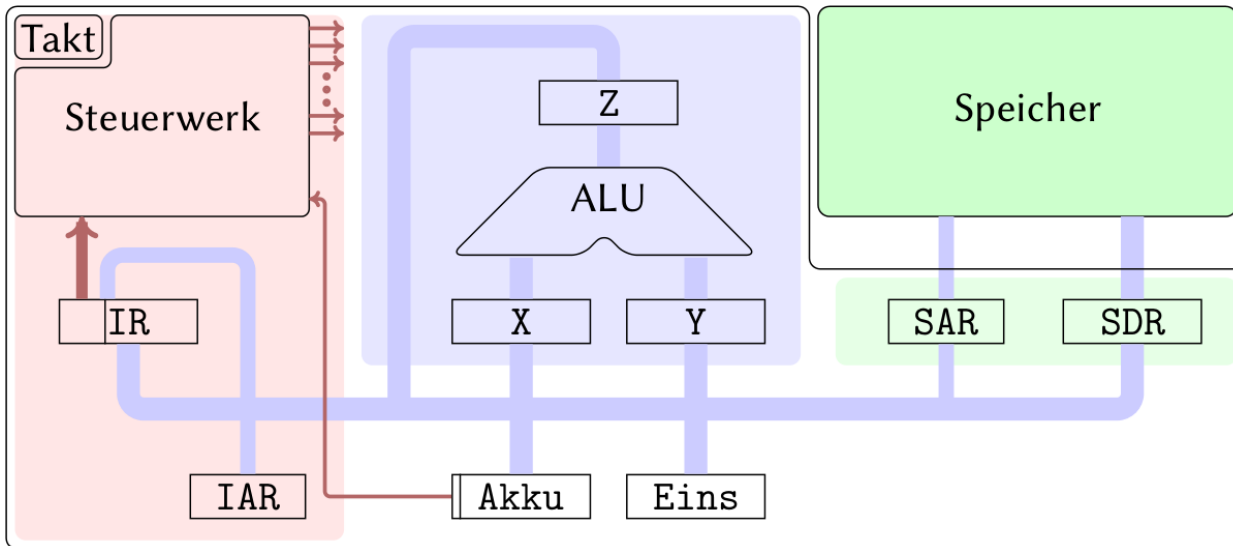 Takt
Steuerwerk
Z
ALU
Speicher
IR
X
Y
SAR
SDR
IAR
Akku
Eins